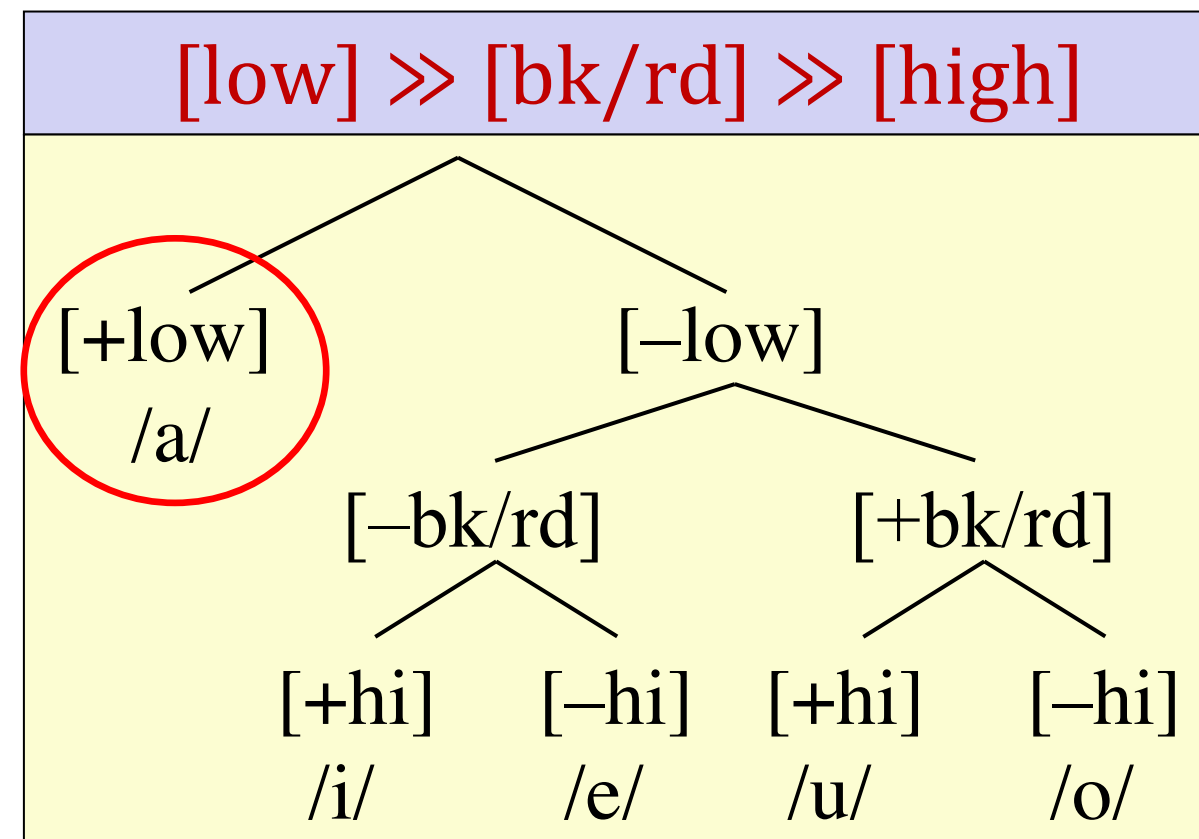 [low] ≫ [bk/rd] ≫ [high]
[+low] [–low]
/a/
[–bk/rd] [+bk/rd]
[+hi] [–hi] [+hi] [–hi]
/i/ /e/ /u/ /o/